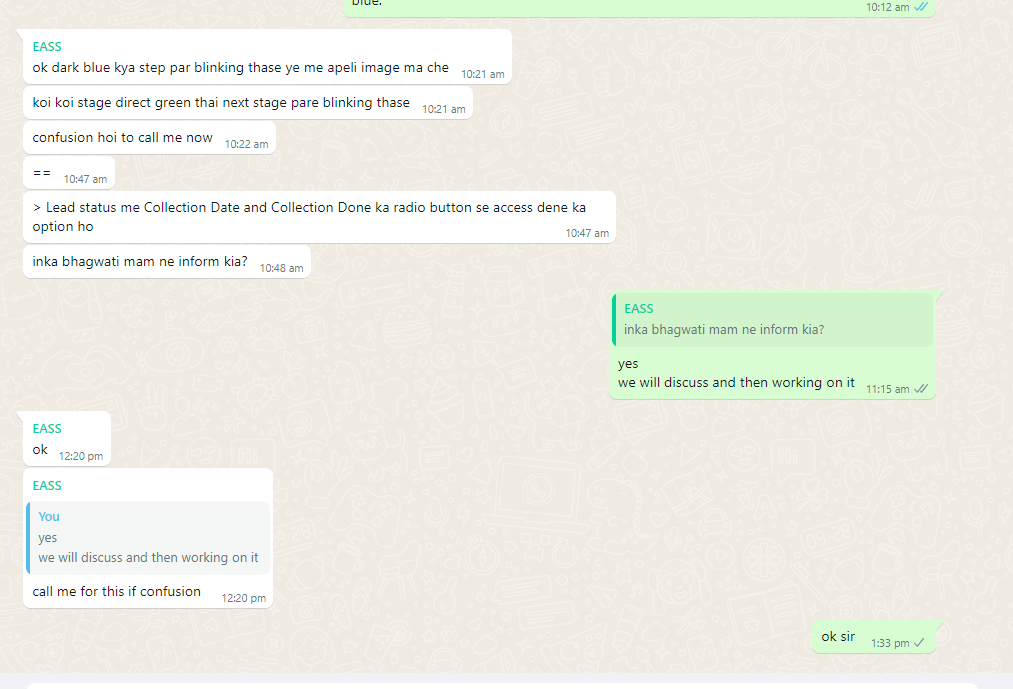 blue.
10:12 am
EASS
ok dark blue kya step par blinking thase ye me apeli image ma che
10:21 am
koi koi stage direct green thai next stage pare blinking thase
10:21 am
confusion hoi to call me now
10:22 am
==
10:47 am
> Lead status me Collection Date and Collection Done ka radio button se access dene ka
option ho
10:47 am
inka bhagwati mam ne inform kia?
10:48 am
EASS
inka bhagwati mam ne inform kia?
yes
we will discuss and then working on it
11:15 am
EASS
ok
12:20 pm
EASS
You
yes
we will discuss and then working on it
call me for this if confusion
12:20 pm
ok sir
1:33 pm